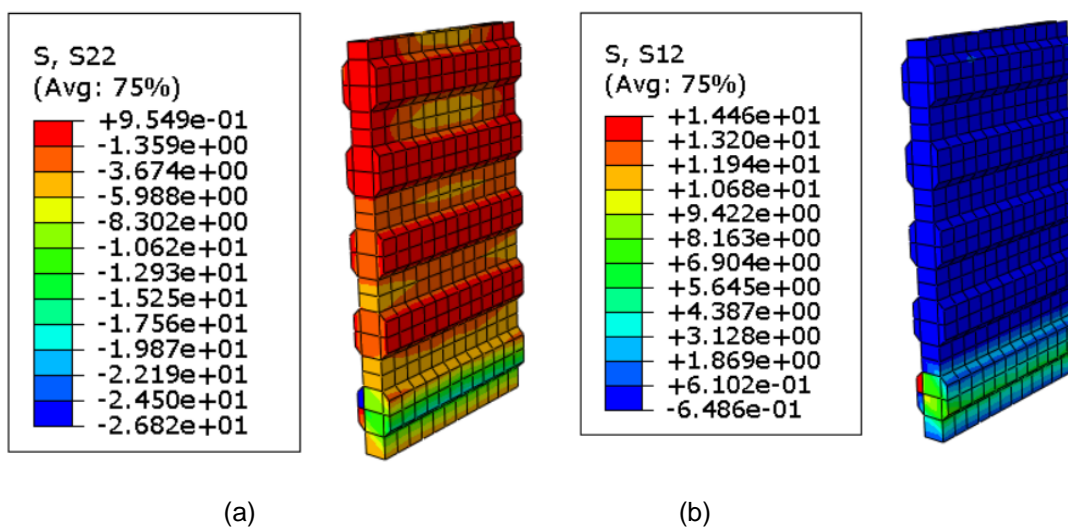 S, S22
(Avg: 75%)
+9.549e-01
-1.359e+00
-3.674e+00
-5.988e+00
-8.302e+00
-1.062e+01
-1.293e+01
-1.525e+01
-1.756e+01
-1.987e+01
-2.219e+01
-2.450e+01
-2.682e+01
S, S12
(Avg: 75%)
+1.446e+01
+1.320e+01
+1.194e+01
+1.068e+01
+9.422e+00
+8.163e+00
+6.904e+00
+5.645e+00
+4.387e+00
+3.128e+00
+1.869e+00
+6.102e-01
-6.486e-01
(a)
(b)